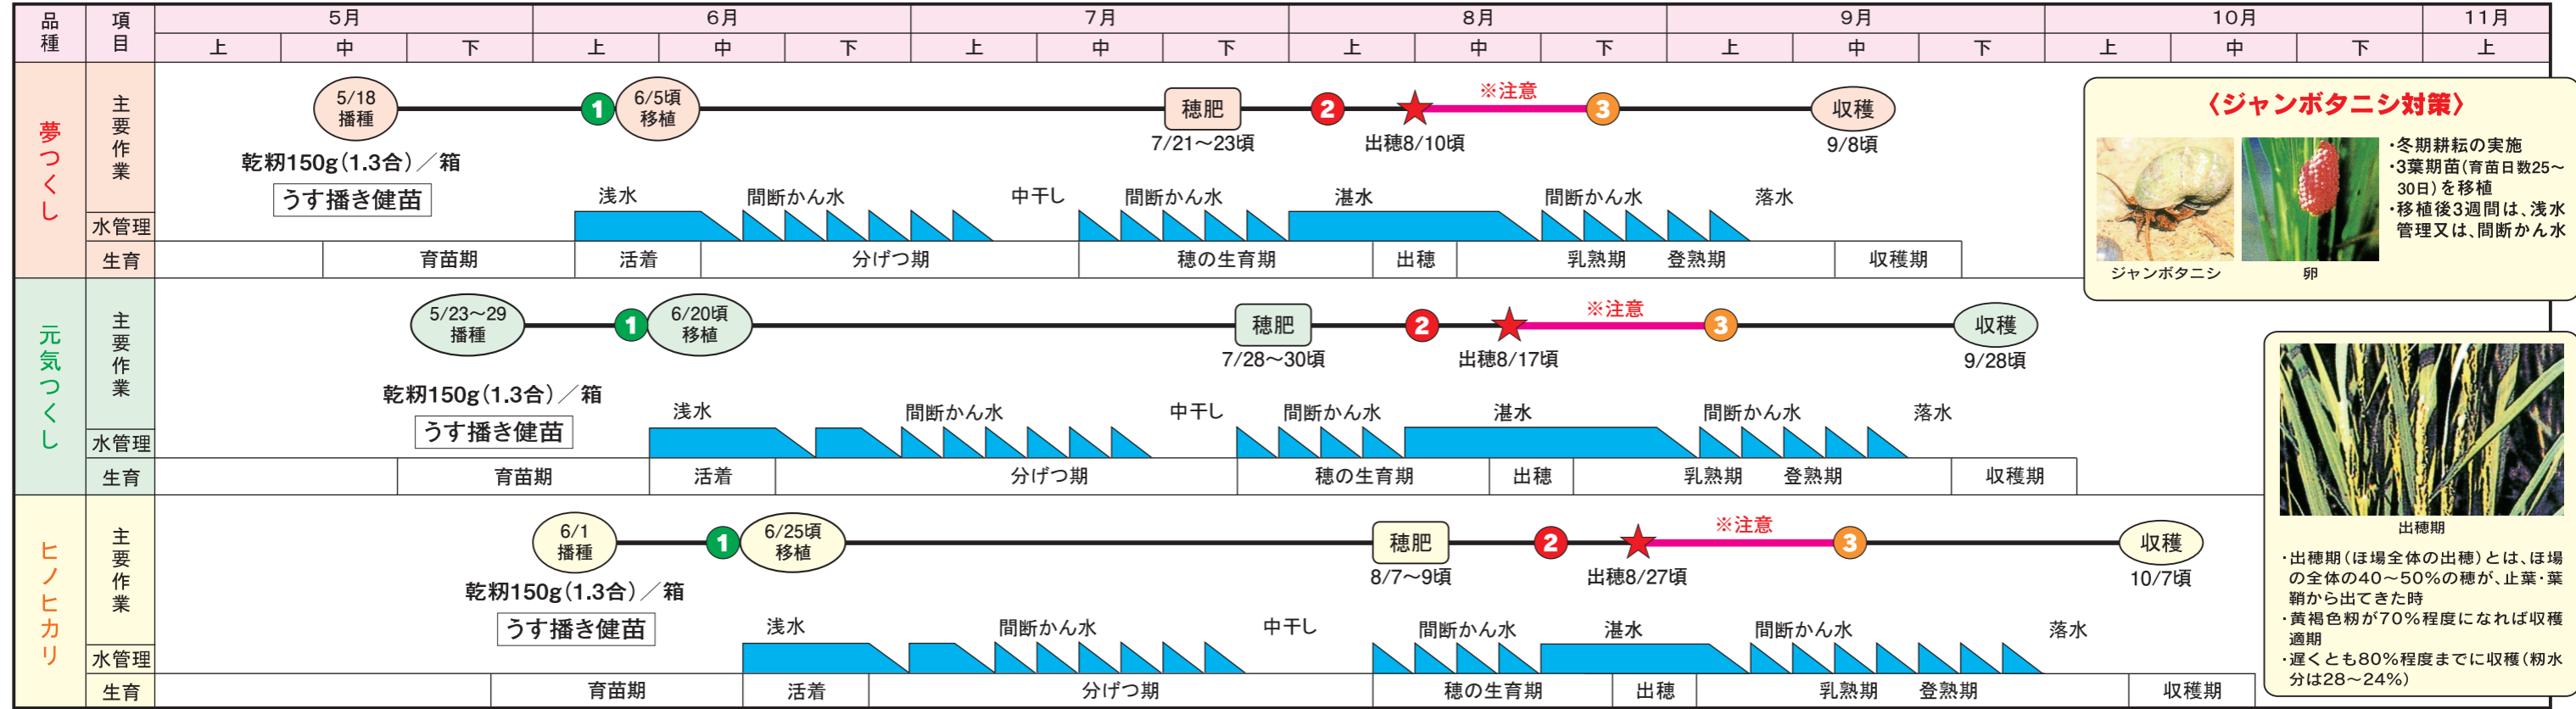 品種 項目 5月 6月 7月 8月 9月 10月 11月
上 中 下 上 中 下 上 中 下 上 中 下 上 中 下 上 中 下 上
夢つくし
主要作業
5/18
播種
1
6/5頃
移植
穂肥
7/21～23頃
2
出穂8/10頃
※注意
3
収穫
9/8頃
乾籾150g(1.3合)／箱
うす播き健苗
水管理
浅水 間断かん水 中干し 間断かん水 湛水 間断かん水 落水
生育 育苗期 活着 分げつ期 穂の生育期 出穂 乳熟期 登熟期 収穫期
元気つくし
主要作業
5/23～29
播種
1
6/20頃
移植
穂肥
7/28～30頃
2
出穂8/17頃
※注意
3
収穫
9/28頃
乾籾150g(1.3合)／箱
うす播き健苗
水管理
浅水 間断かん水 中干し 間断かん水 湛水 間断かん水 落水
生育 育苗期 活着 分げつ期 穂の生育期 出穂 乳熟期 登熟期 収穫期
ヒノヒカリ
主要作業
6/1
播種
1
6/25頃
移植
穂肥
8/7～9頃
2
出穂8/27頃
※注意
3
収穫
10/7頃
乾籾150g(1.3合)／箱
うす播き健苗
水管理
浅水 間断かん水 中干し 間断かん水 湛水 間断かん水 落水
生育 育苗期 活着 分げつ期 穂の生育期 出穂 乳熟期 登熟期 収穫期
〈ジャンボタニシ対策〉
・冬期耕耘の実施
・3葉期苗(育苗日数25～
30日)を移植
・移植後3週間は、浅水
管理又は、間断かん水
ジャンボタニシ
卵
出穂期
・出穂期(ほ場全体の出穂)とは、ほ場
の全体の40～50%の穂が、止葉・葉
鞘から出てきた時
・黄褐色籾が70%程度になれば収穫
適期
・遅くとも80%程度までに収穫(籾水
分は28～24%)